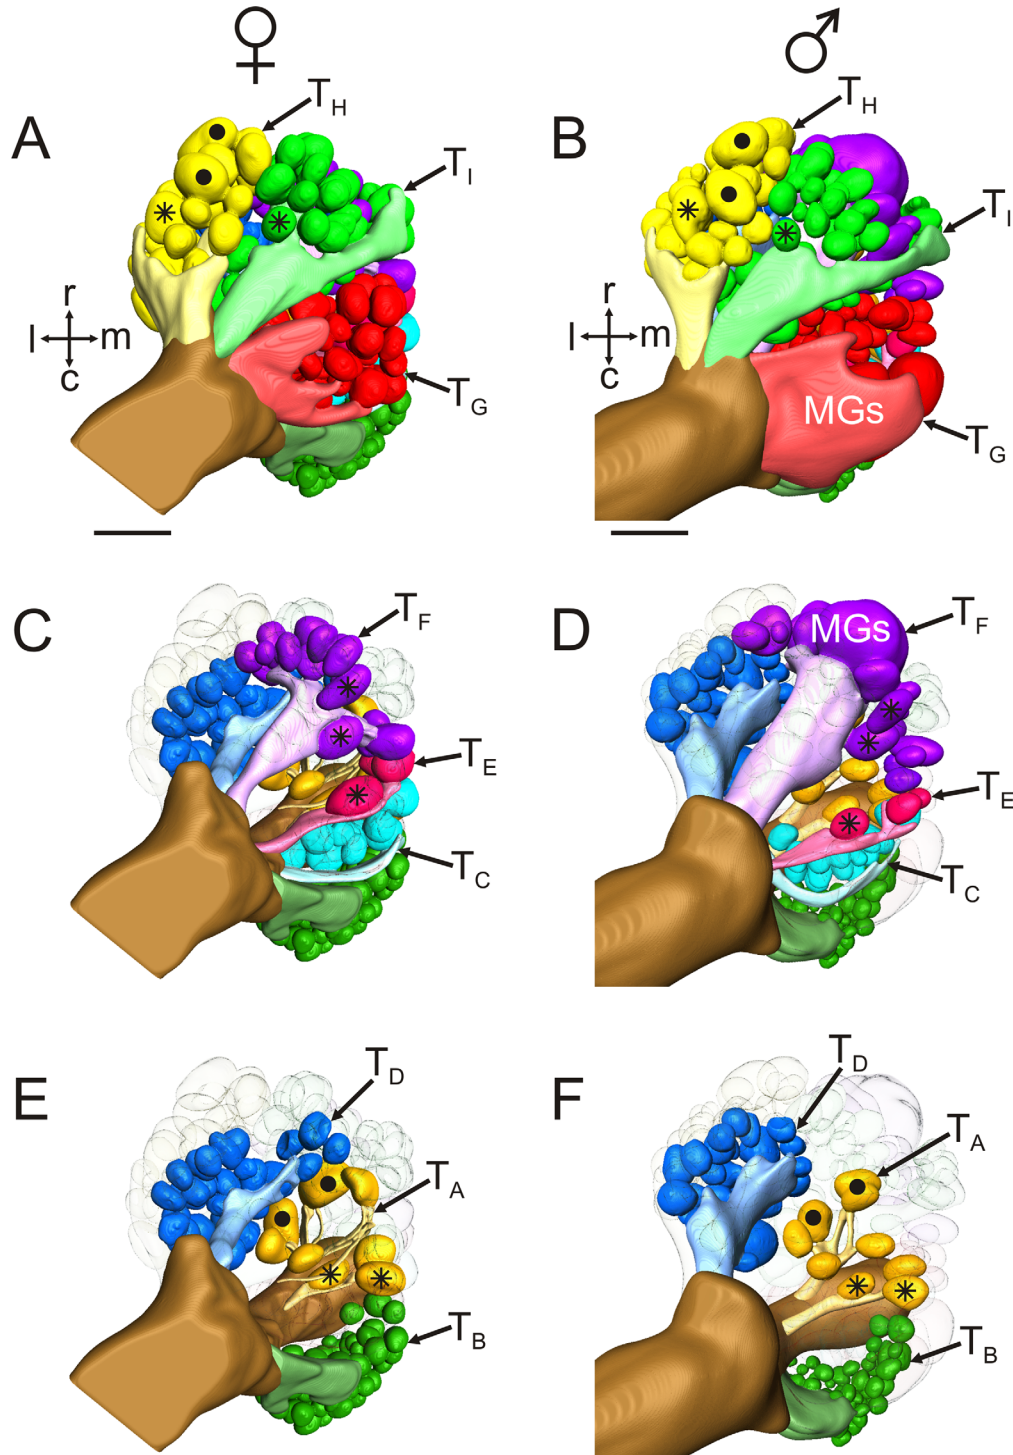 ♀ ♂
A T_H
T_I
r
l m
c
T_G
B T_H
T_I
r
l m
c
MGs
T_G
C T_F
T_E
T_C
D MGs T_F
T_E
T_C
E T_D
T_A
T_B
F T_D
T_A
T_B